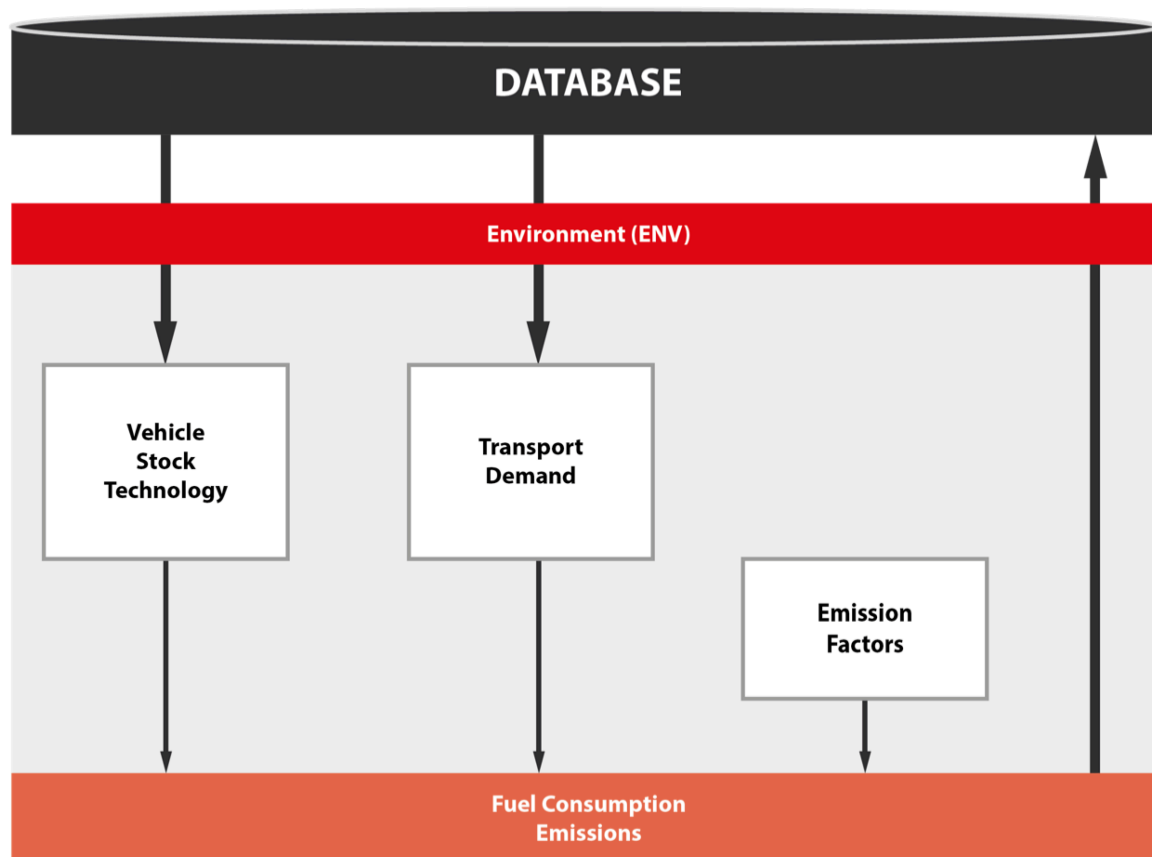 DATABASE
Environment (ENV)
Vehicle
Stock
Technology
Transport
Demand
Emission
Factors
Fuel Consumption
Emissions